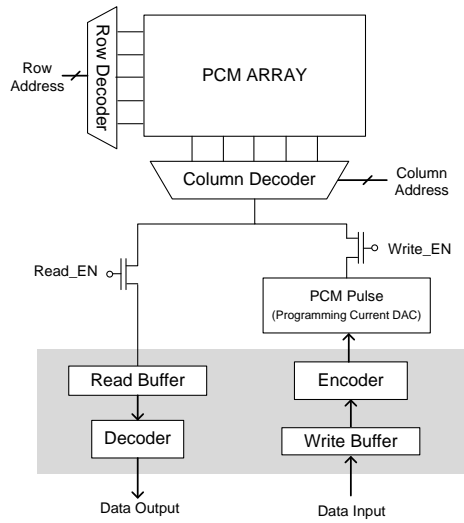 Row Decoder
PCM ARRAY
Row
Address
Column Decoder
Column
Address
Read_EN
Write_EN
PCM Pulse
(Programming Current DAC)
Read Buffer
Encoder
Decoder
Write Buffer
Data Output
Data Input